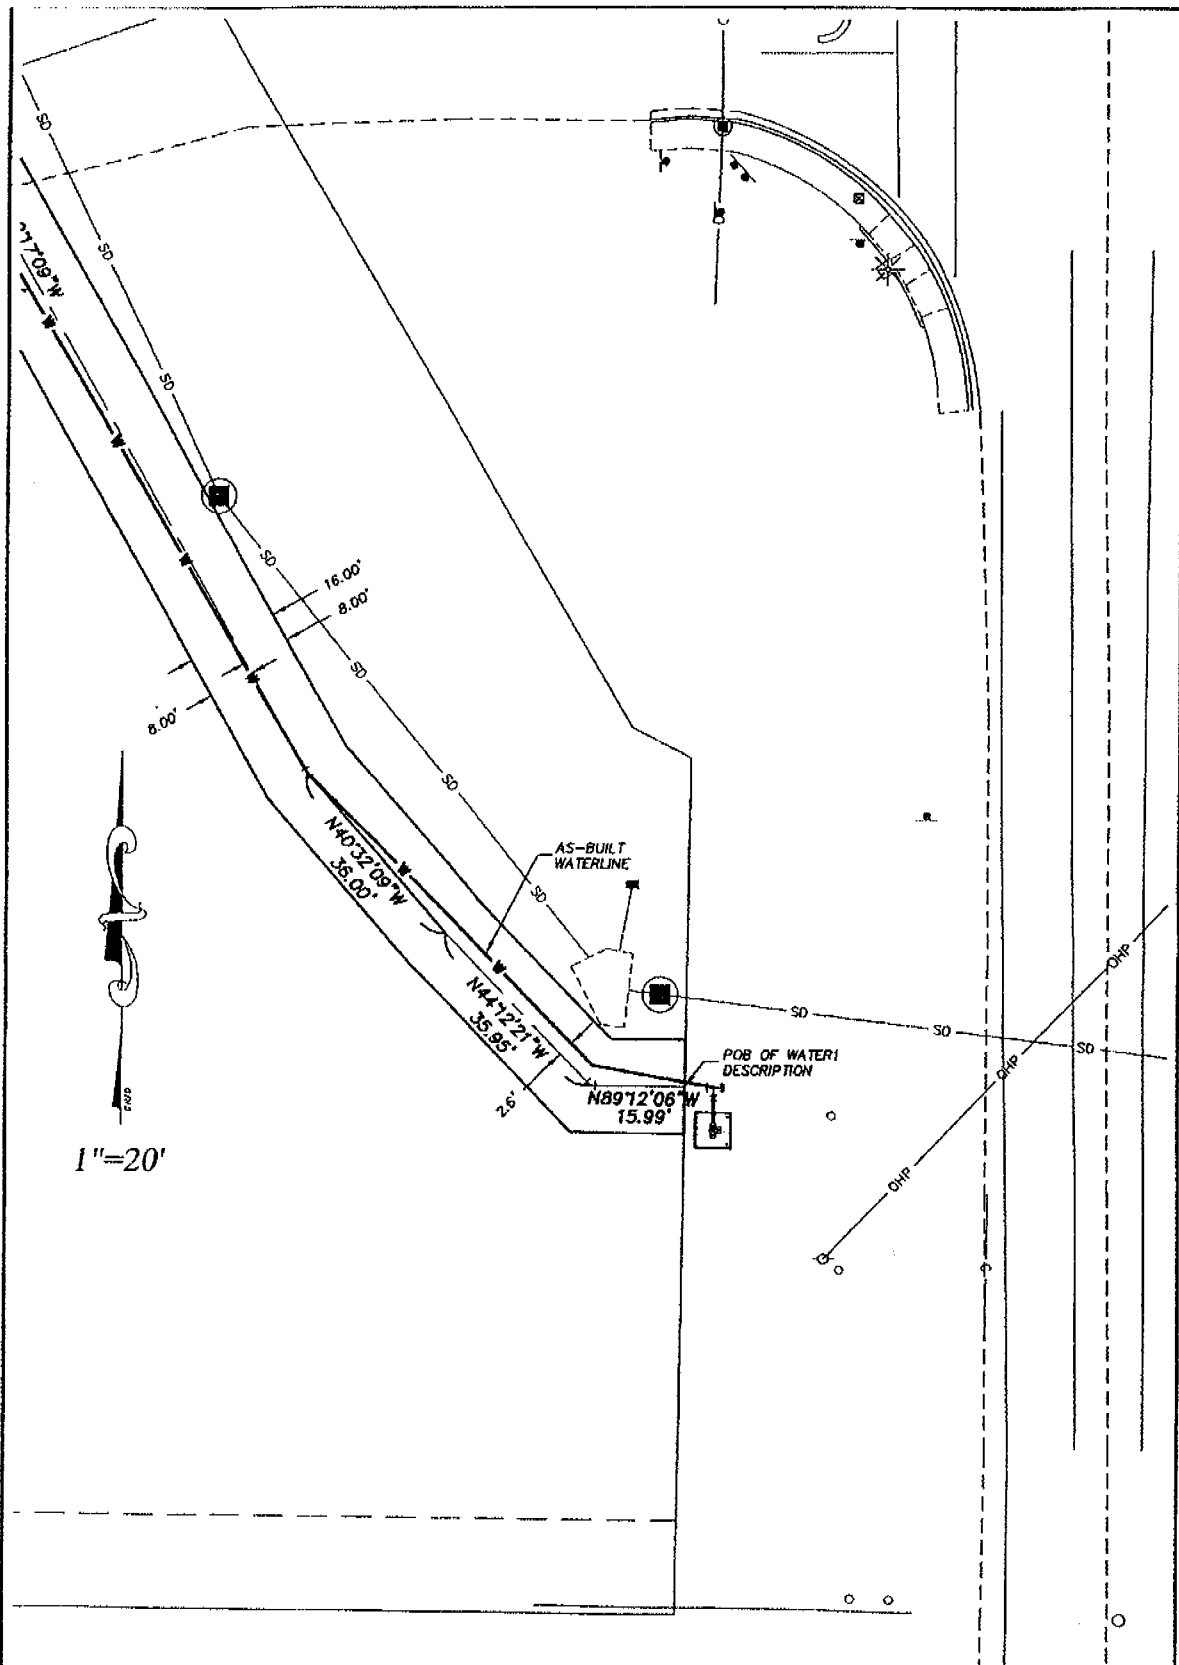 SD
SD
SD
W
W
W
W
SD
16.00'
8.00'
SD
8.00'
SD
AS-BUILT
WATERLINE
SD
N40°32'09"W
36.00'
W
W
N44°12'21"W
35.95'
2.6'
POB OF WATER1
DESCRIPTION
N89°12'06"W
15.99'
SD
SD
SD
OHP
OHP
OHP
1"=20'